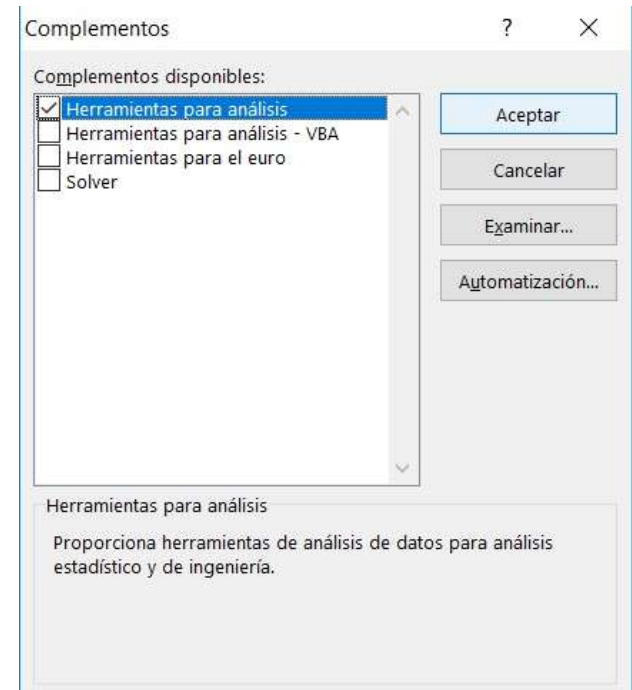 Complementos
Complementos disponibles:
Herramientas para análisis
Herramientas para análisis - VBA
Herramientas para el euro
Solver
Aceptar
Cancelar
Examinar...
Automatización...
Herramientas para análisis
Proporciona herramientas de análisis de datos para análisis
estadístico y de ingeniería.